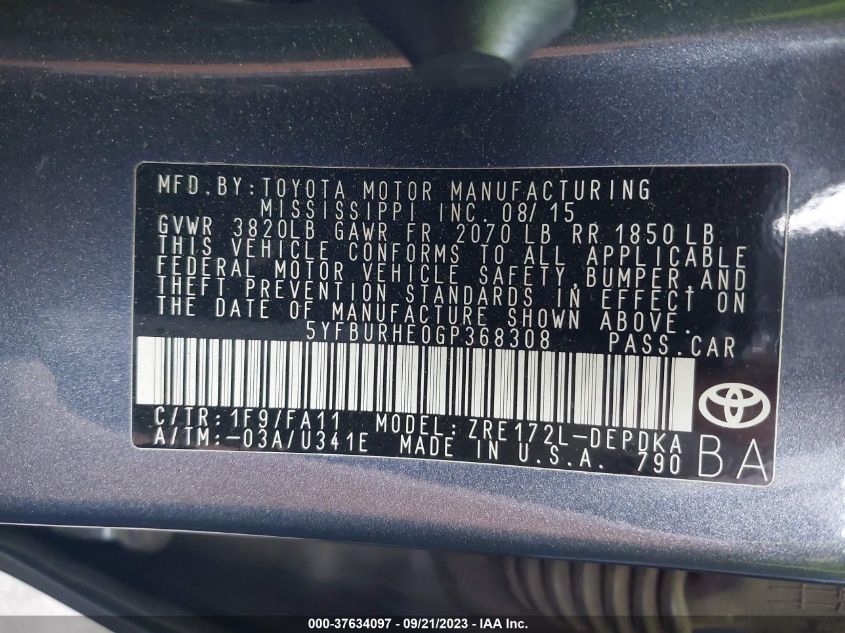 MFD.BY:TOYOTA MOTOR MANUFACTURING
MISSISSIPPI INC. 08/15
GVWR 3820LB GAWR FR 2070 LB RR 1850 LB
THIS VEHICLE CONFORMS TO ALL APPLICABLE
FEDERAL MOTOR VEHICLE SAFETY,BUMPER,AND
THEFT PREVENTION STANDARDS IN EFFECT ON
THE DATE OF MANUFACTURE SHOWN ABOVE.
5YFBURHE0GP368308 PASS.CAR
C/TR:1F9/FA11 MODEL:ZRE172L-DEPDKA
A/TM:-03A/U341E MADE IN U.S.A. 790
BA
000-37634097 - 09/21/2023 - IAA Inc.